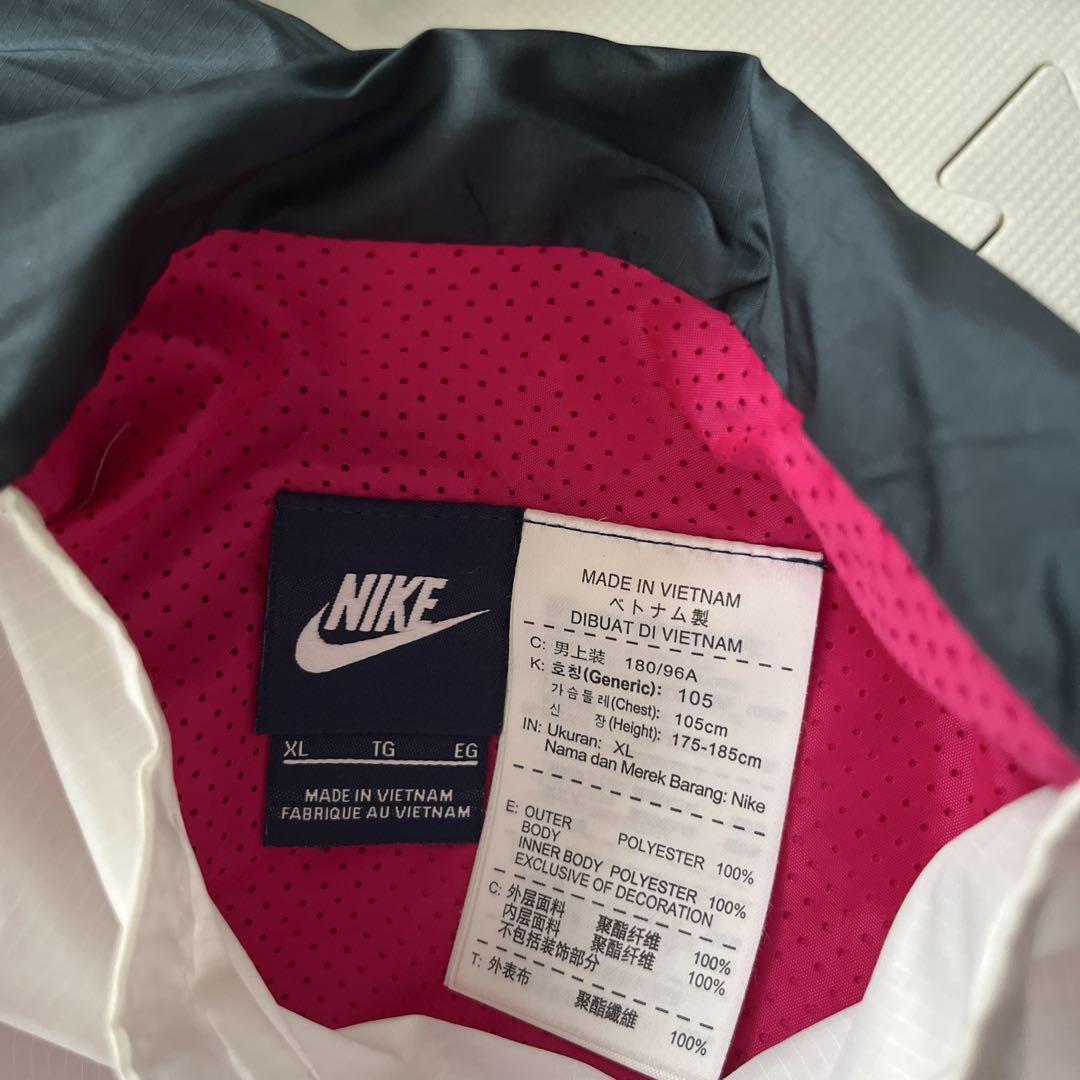 NIKE
XL TG EG
MADE IN VIETNAM
FABRIQUE AU VIETNAM
MADE IN VIETNAM
ベトナム製
DIBUAT DI VIETNAM
C: 男上装 180/96A
K: 호칭(Generic): 105
가슴둘레(Chest): 105cm
신 장(Height): 175-185cm
IN: Ukuran: XL
Nama dan Merek Barang: Nike
E: OUTER
BODY POLYESTER 100%
INNER BODY POLYESTER 100%
EXCLUSIVE OF DECORATION
C: 外层面料 聚酯纤维 100%
内层面料 聚酯纤维 100%
不包括装饰部分
T: 外表布
聚酯纖維 100%